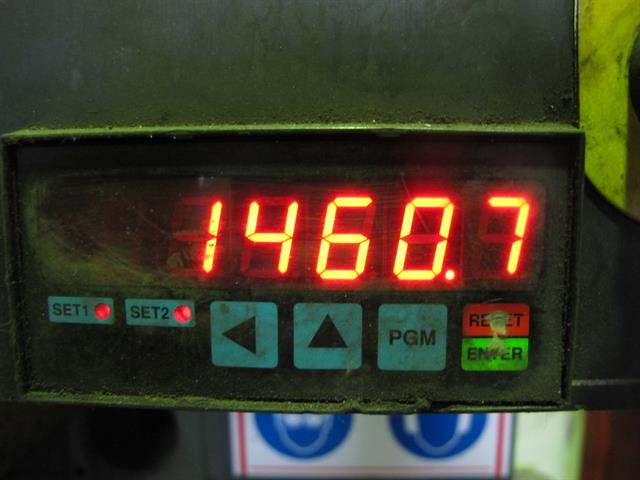 1460.7
SET1 SET2 PGM RESET
ENTER